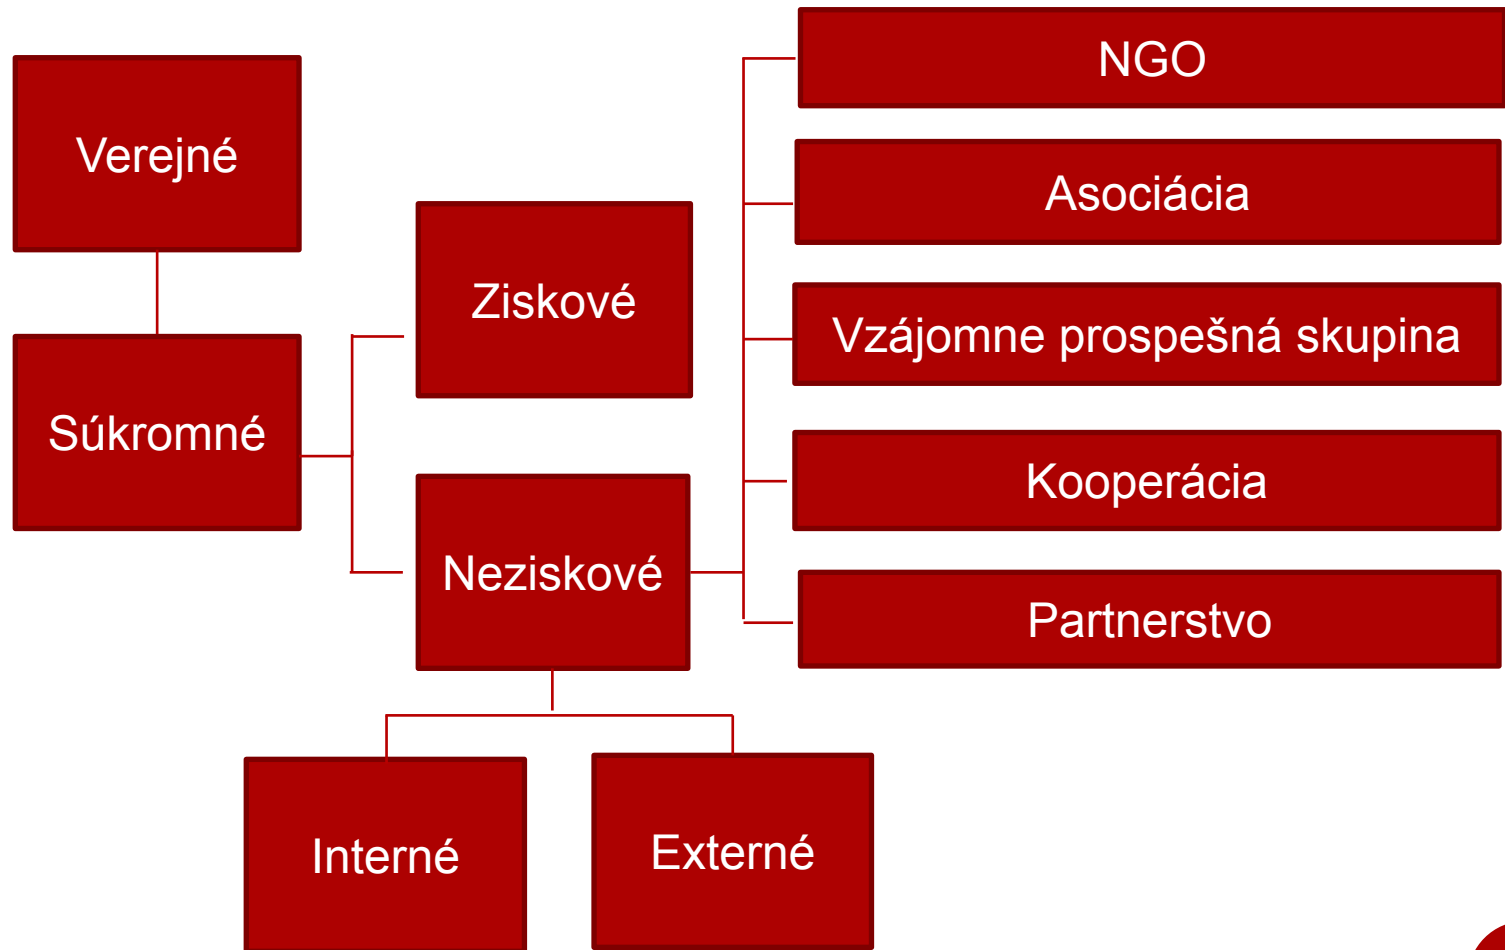 Verejné
Súkromné
Ziskové
Neziskové
NGO
Asociácia
Vzájomne prospešná skupina
Kooperácia
Partnerstvo
Interné
Externé